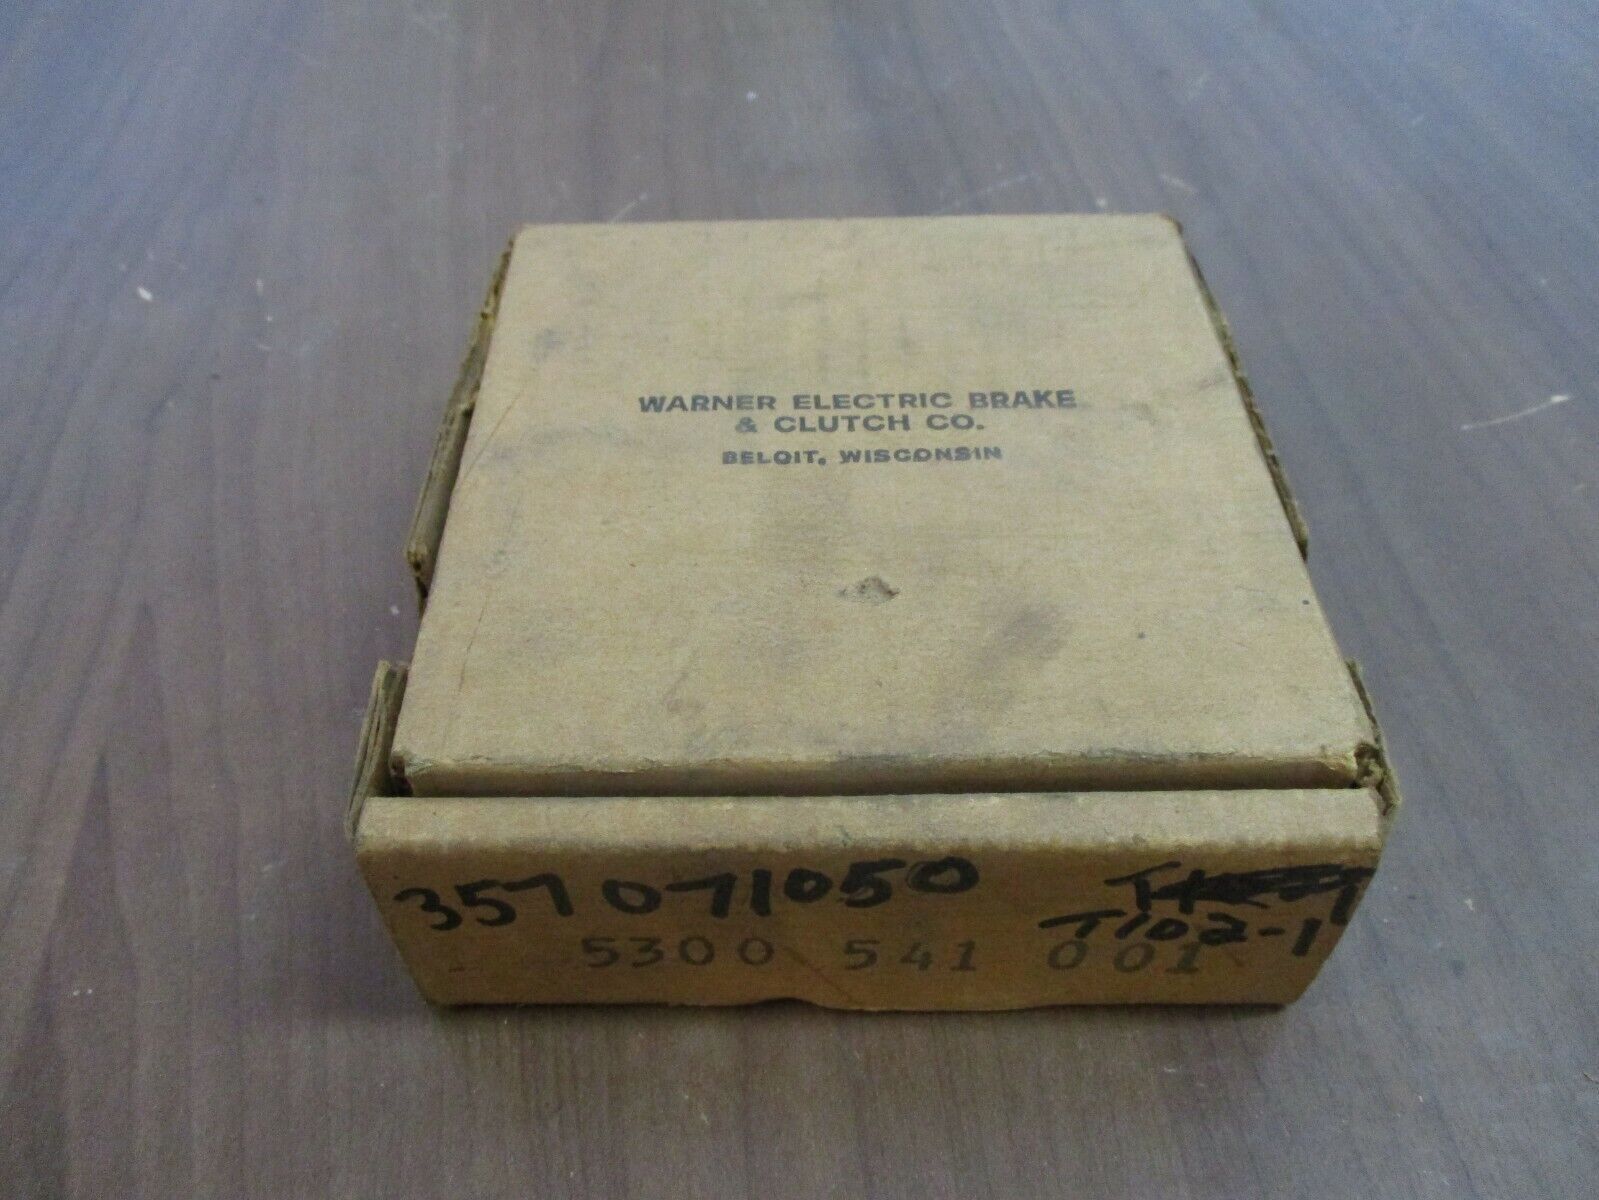 WARNER ELECTRIC BRAKE
& CLUTCH CO.
BELOIT, WISCONSIN
357071050
T102-1
5300 541 001